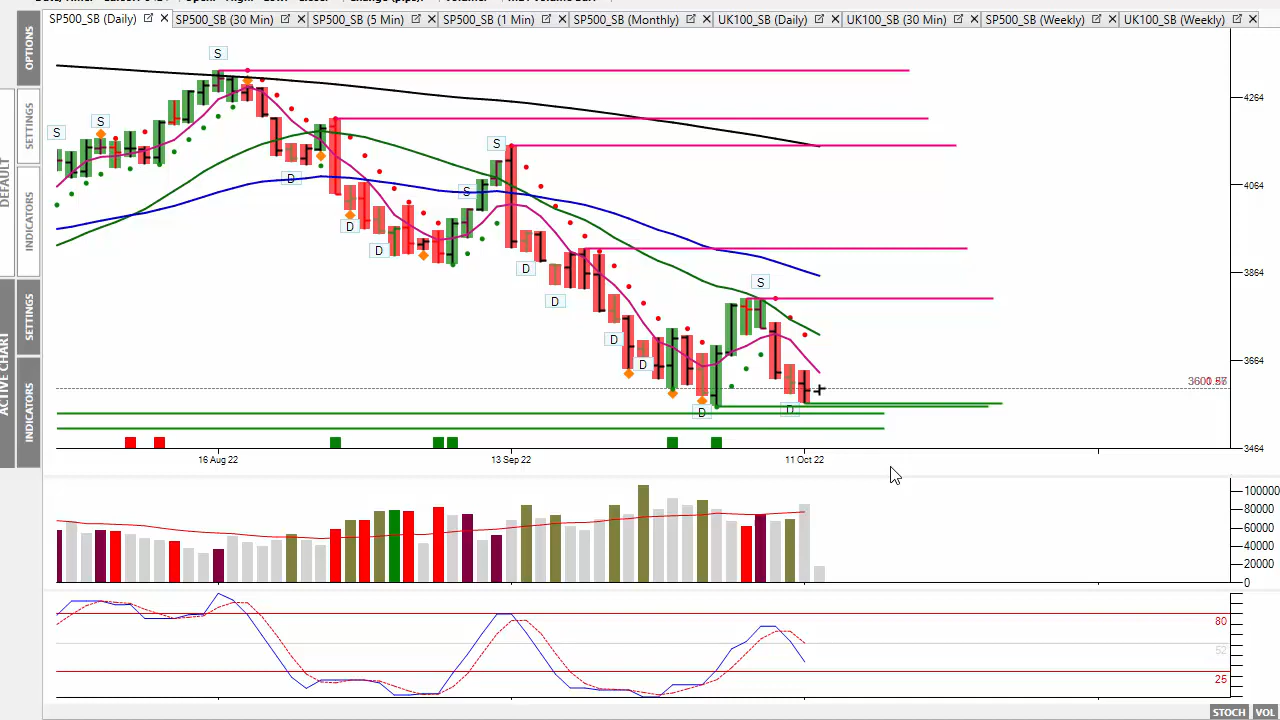 SP500_SB (Daily) SP500_SB (30 Min) SP500_SB (5 Min) SP500_SB (1 Min) SP500_SB (Monthly) UK100_SB (Daily) UK100_SB (30 Min) SP500_SB (Weekly) UK100_SB (Weekly)
OPTIONS
SETTINGS
INDICATORS
DEFAULT
SETTINGS
INDICATORS
ACTIVE CHART
S
S
S
S
S
S
D
D
D
D
D
D
D
D
D
4264
4064
3864
3664
3464
16 Aug 22
13 Sep 22
11 Oct 22
100000
80000
60000
40000
20000
0
80
52
25
STOCH VOL